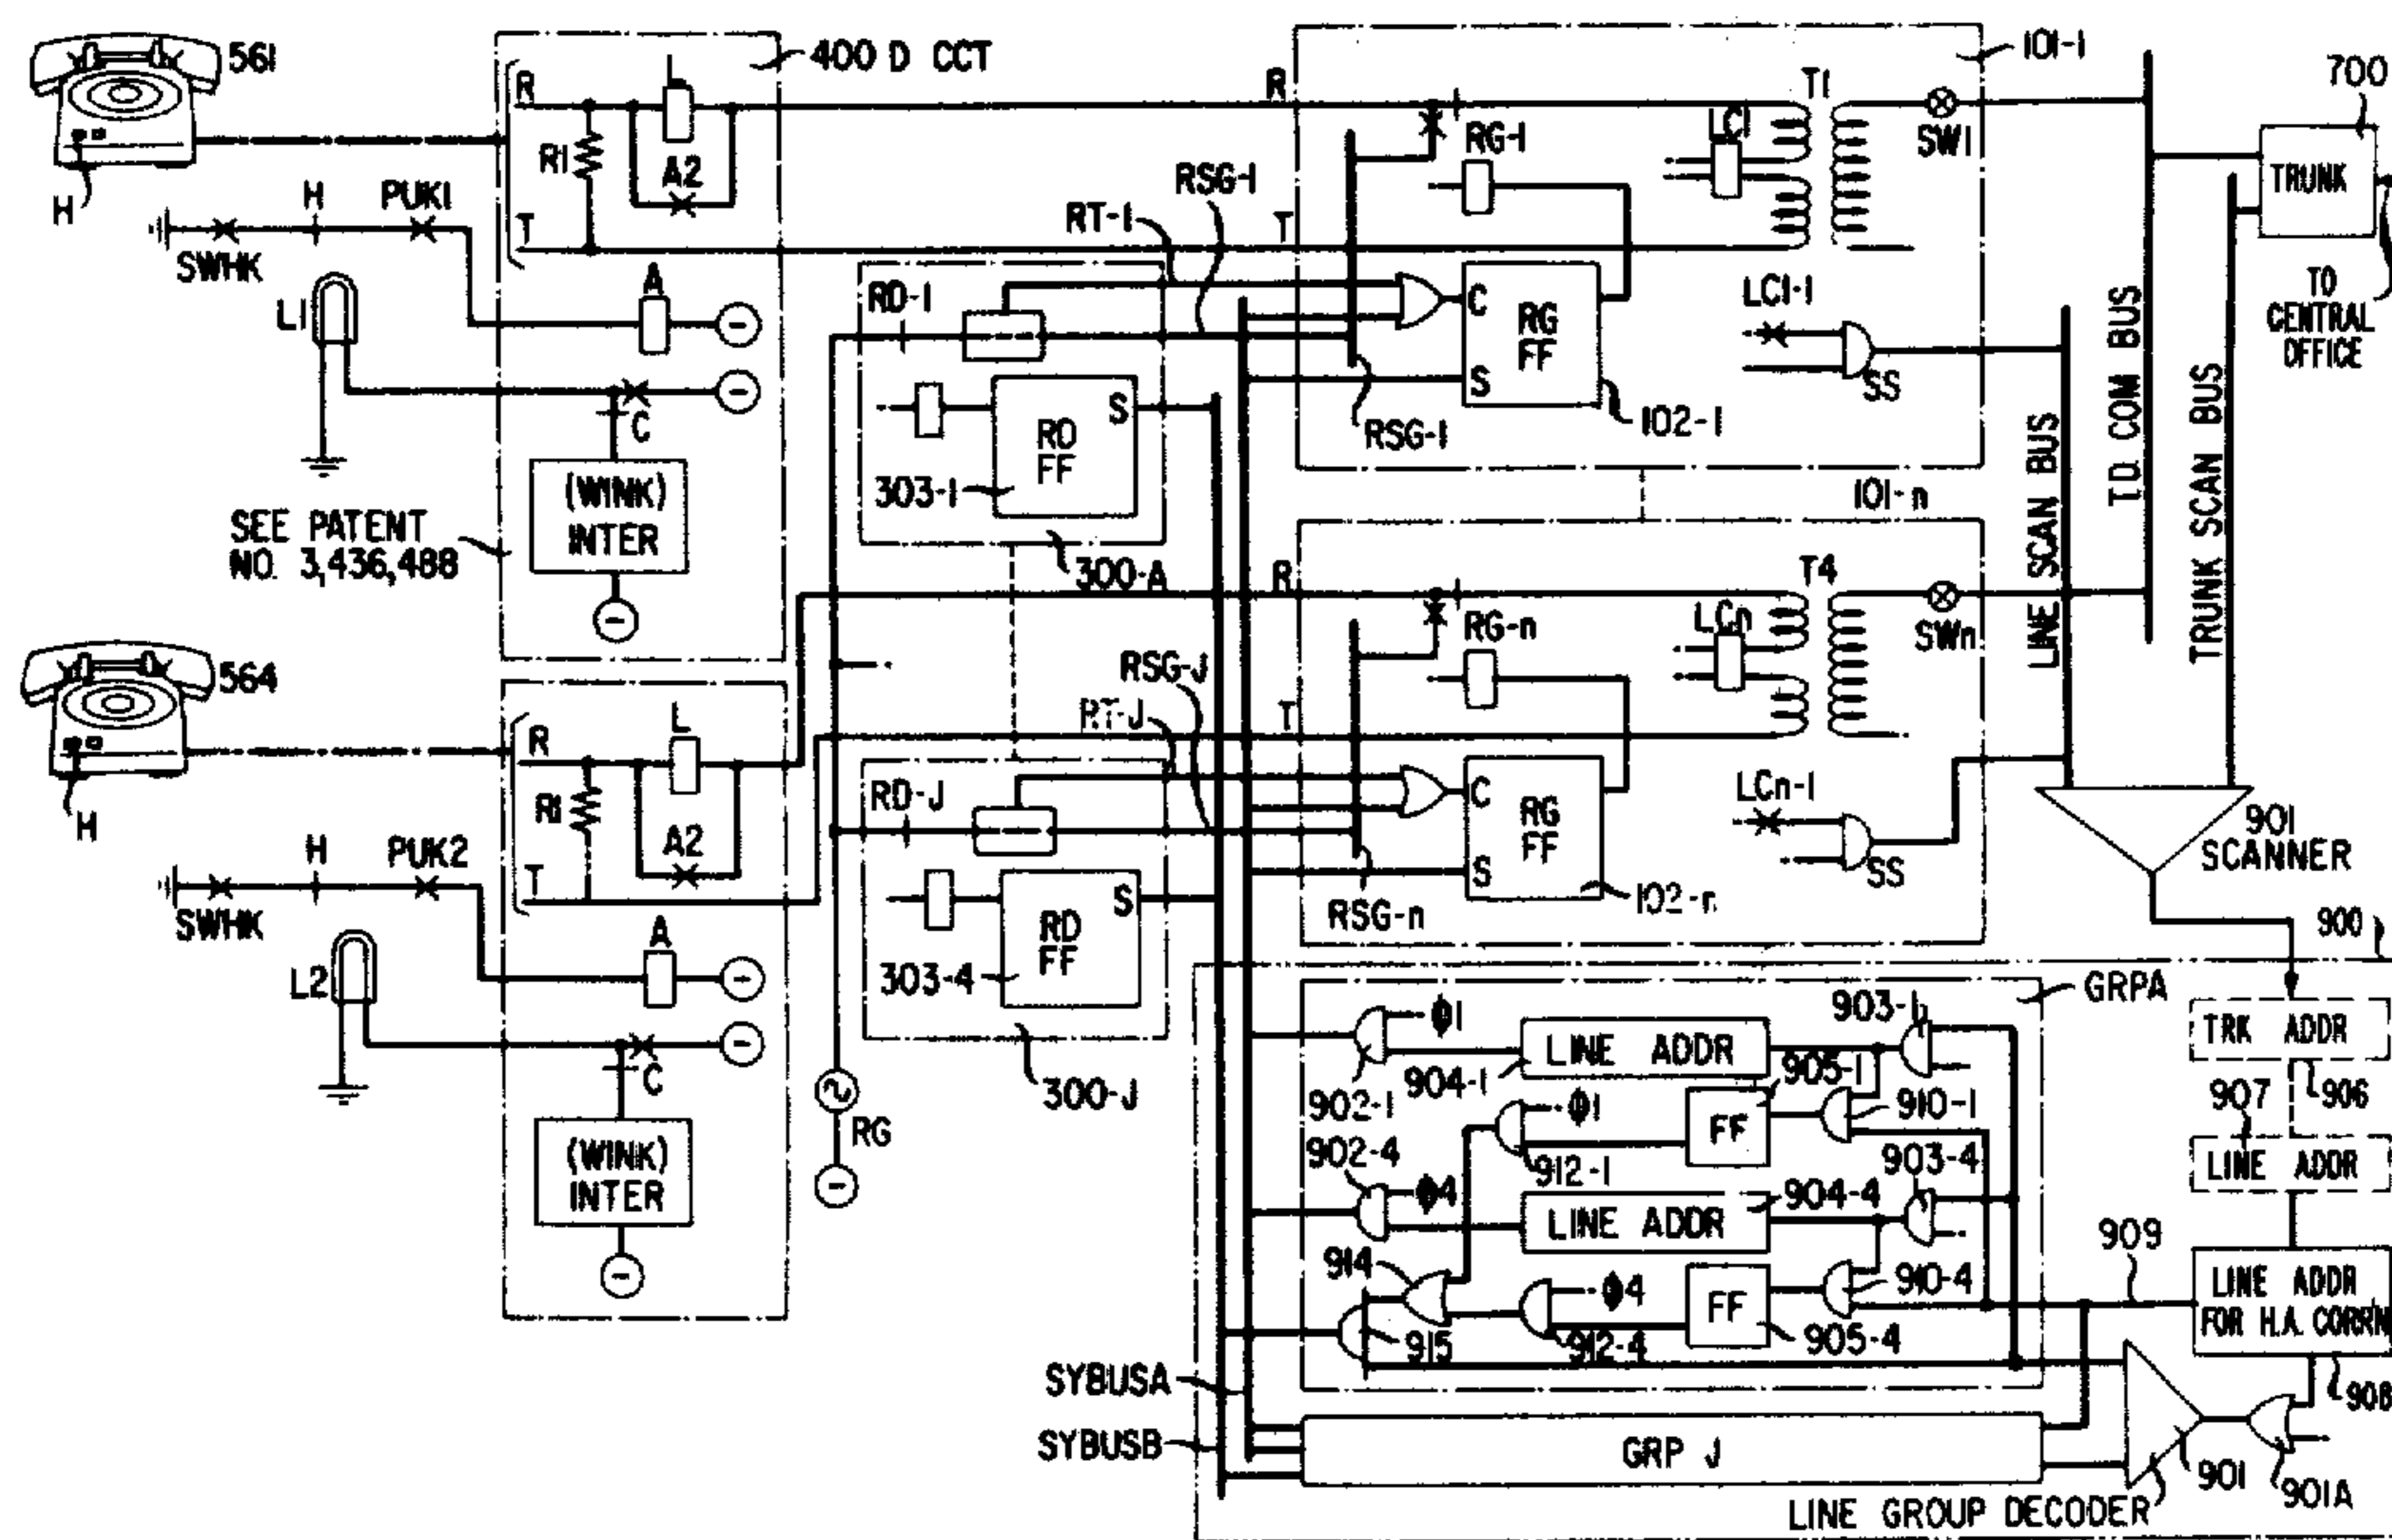 561
H
400 D CCT
R
L
R1
A2
T
SWHK
H
PUK1
L1
A
-
-
C
(WINK)
INTER
-
SEE PATENT
NO. 3,436,488
RT-1
RSG-1
RD-1
RD
FF
S
303-1
300-A
R
T
RG-1
LC1
T1
SW1
101-1
C
RG
FF
S
RSG-1
102-1
LC1-1
SS
700
TRUNK
TO
CENTRAL
OFFICE
LINE SCAN BUS
T.D. COM BUS
TRUNK SCAN BUS
564
H
R
L
R1
A2
T
SWHK
H
PUK2
L2
A
-
-
C
(WINK)
INTER
-
RSG-J
RT-J
RD-J
RD
FF
S
303-4
300-J
RG
-
101-n
R
T
RG-n
LCn
T4
SWn
C
RG
FF
S
RSG-n
102-n
LCn-1
SS
901
SCANNER
900
GRPA
902-1
Φ1
LINE ADDR
904-1
903-1
905-1
FF
910-1
Φ1
912-1
902-4
Φ4
LINE ADDR
904-4
903-4
914
915
Φ4
912-4
FF
905-4
910-4
TRK ADDR
906
907
LINE ADDR
909
LINE ADDR
FOR H.A. CORR'N
908
SYBUSA
SYBUSB
GRP J
LINE GROUP DECODER
901
901A